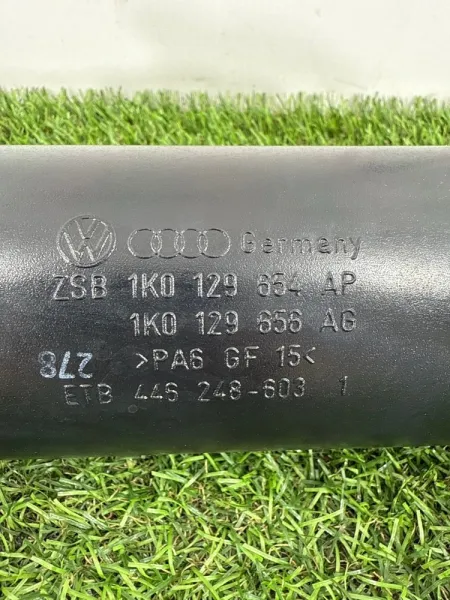 Germany
ZSB 1K0 129 654 AP
1K0 129 656 AG
278 >PA6 GF 15<
ETB 446 248-603 1